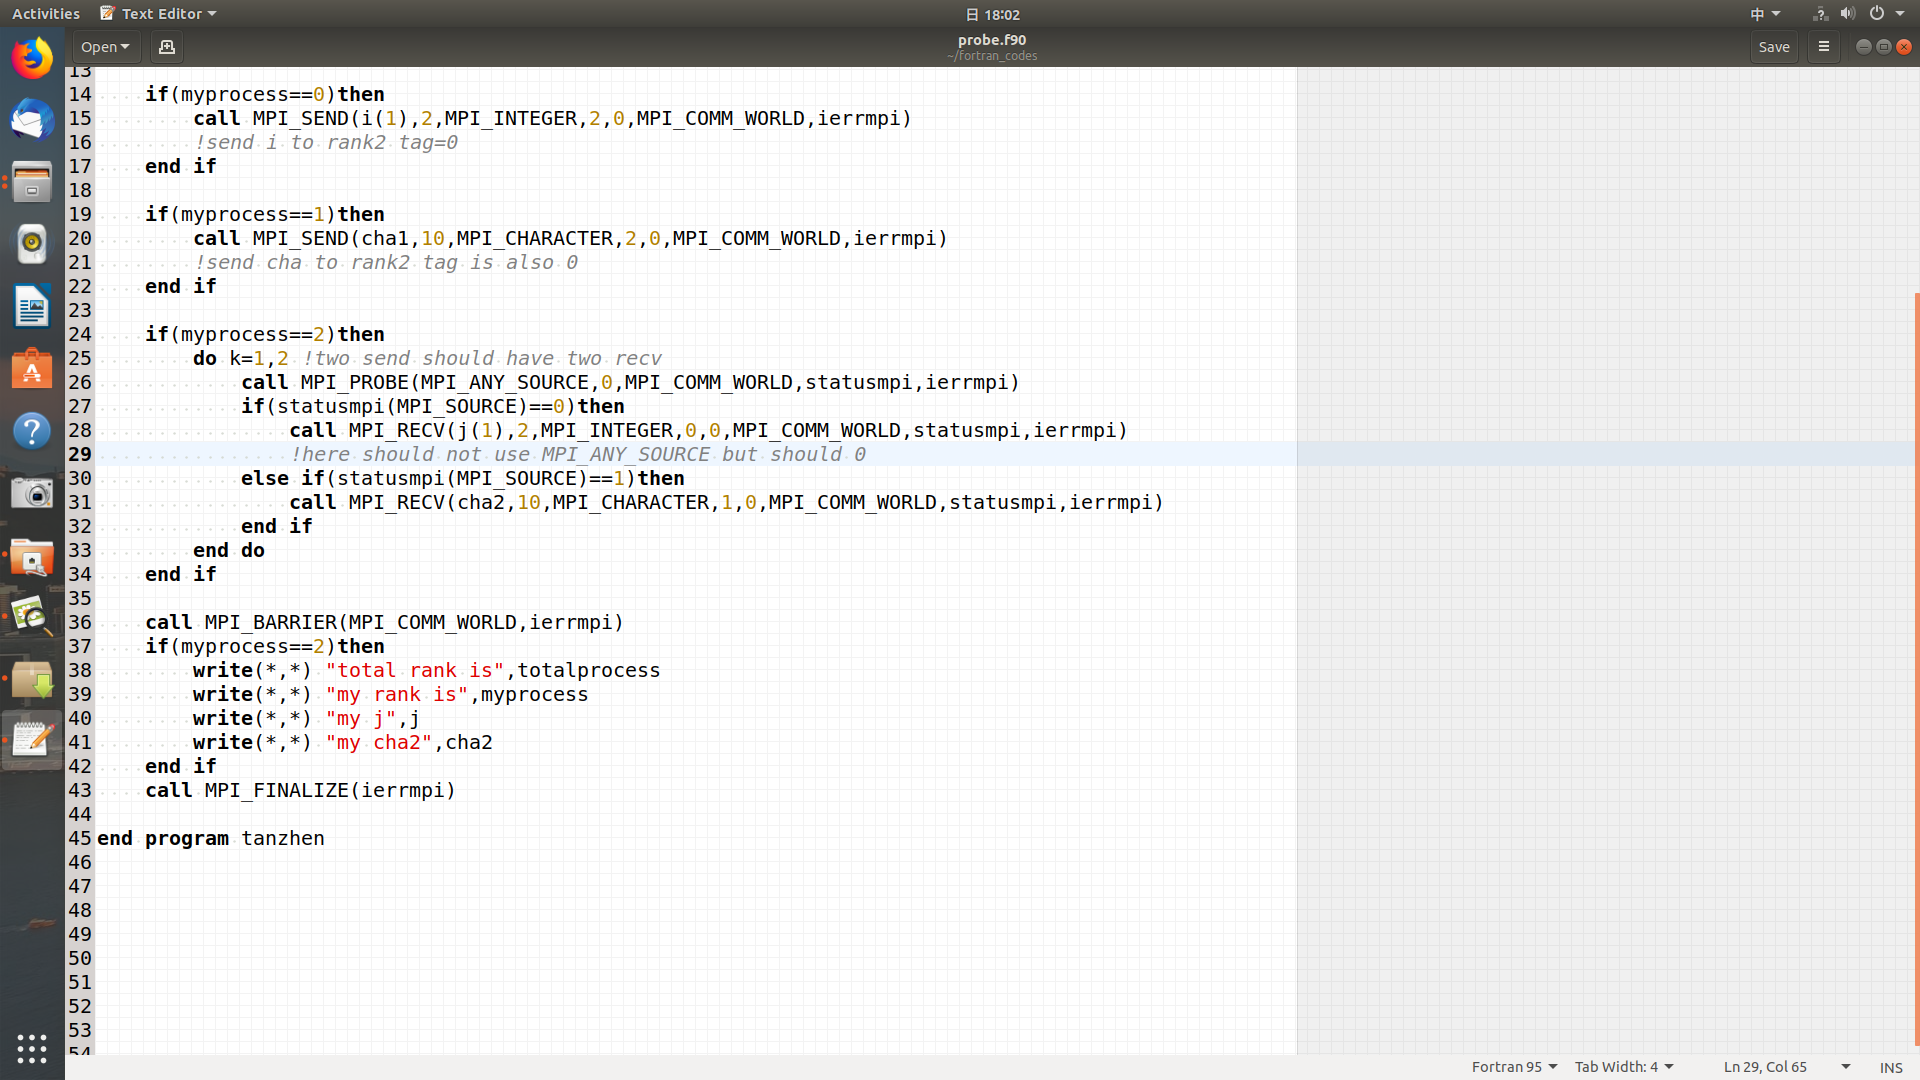 Activities Text Editor 日 18:02 中
Open probe.f90 Save
~/fortran_codes
13
14 if(myprocess==0)then
15 call MPI_SEND(i(1),2,MPI_INTEGER,2,0,MPI_COMM_WORLD,ierrmpi)
16 !send i to rank2 tag=0
17 end if
18
19 if(myprocess==1)then
20 call MPI_SEND(cha1,10,MPI_CHARACTER,2,0,MPI_COMM_WORLD,ierrmpi)
21 !send cha to rank2 tag is also 0
22 end if
23
24 if(myprocess==2)then
25 do k=1,2 !two send should have two recv
26 call MPI_PROBE(MPI_ANY_SOURCE,0,MPI_COMM_WORLD,statusmpi,ierrmpi)
27 if(statusmpi(MPI_SOURCE)==0)then
28 call MPI_RECV(j(1),2,MPI_INTEGER,0,0,MPI_COMM_WORLD,statusmpi,ierrmpi)
29 !here should not use MPI_ANY_SOURCE but should 0
30 else if(statusmpi(MPI_SOURCE)==1)then
31 call MPI_RECV(cha2,10,MPI_CHARACTER,1,0,MPI_COMM_WORLD,statusmpi,ierrmpi)
32 end if
33 end do
34 end if
35
36 call MPI_BARRIER(MPI_COMM_WORLD,ierrmpi)
37 if(myprocess==2)then
38 write(*,*) "total rank is",totalprocess
39 write(*,*) "my rank is",myprocess
40 write(*,*) "my j",j
41 write(*,*) "my cha2",cha2
42 end if
43 call MPI_FINALIZE(ierrmpi)
44
45 end program tanzhen
46
47
48
49
50
51
52
53
54
Fortran 95 Tab Width: 4 Ln 29, Col 65 INS